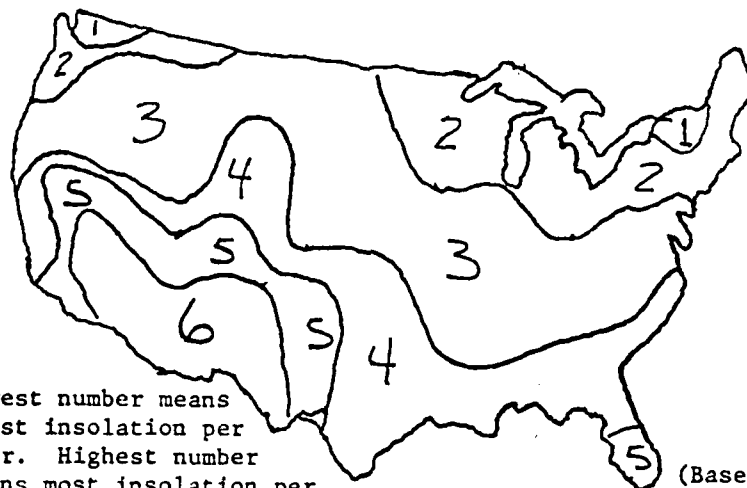 1
2
3
2
1
4
2
5
5
3
6
5
4
est number means
st insolation per
r. Highest number
ns most insolation per
5
(Base